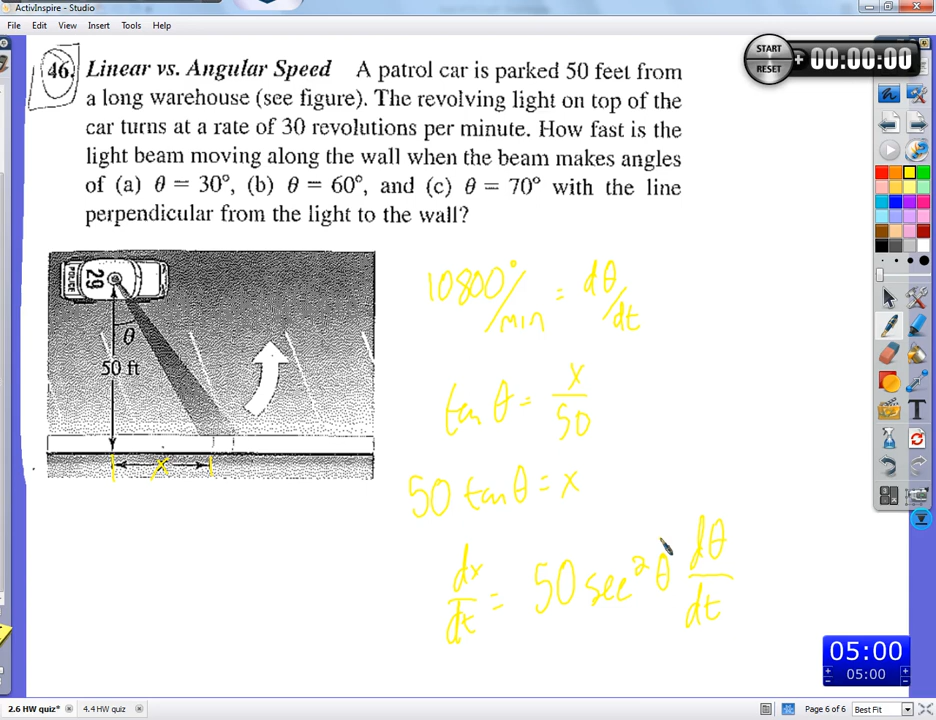 ActivInspire - Studio
File Edit View Insert Tools
START
RESET
00:00:00
46. Linear vs. Angular Speed A patrol car is parked 50 feet from
a long warehouse (see figure). The revolving light on top of the
car turns at a rate of 30 revolutions per minute. How fast is the
light beam moving along the wall when the beam makes angles
of (a) θ = 30°, (b) θ = 60°, and (c) θ = 70° with the line
perpendicular from the light to the wall?
POLICE
29
θ
50 ft
x
10800°/min = dθ/dt
tan θ = x/50
50 tan θ = x
dx/dt = 50 sec² θ dθ/dt
05:00
05:00
2.6 HW quiz* 4.4 HW quiz
Page 6 of 6 Best Fit